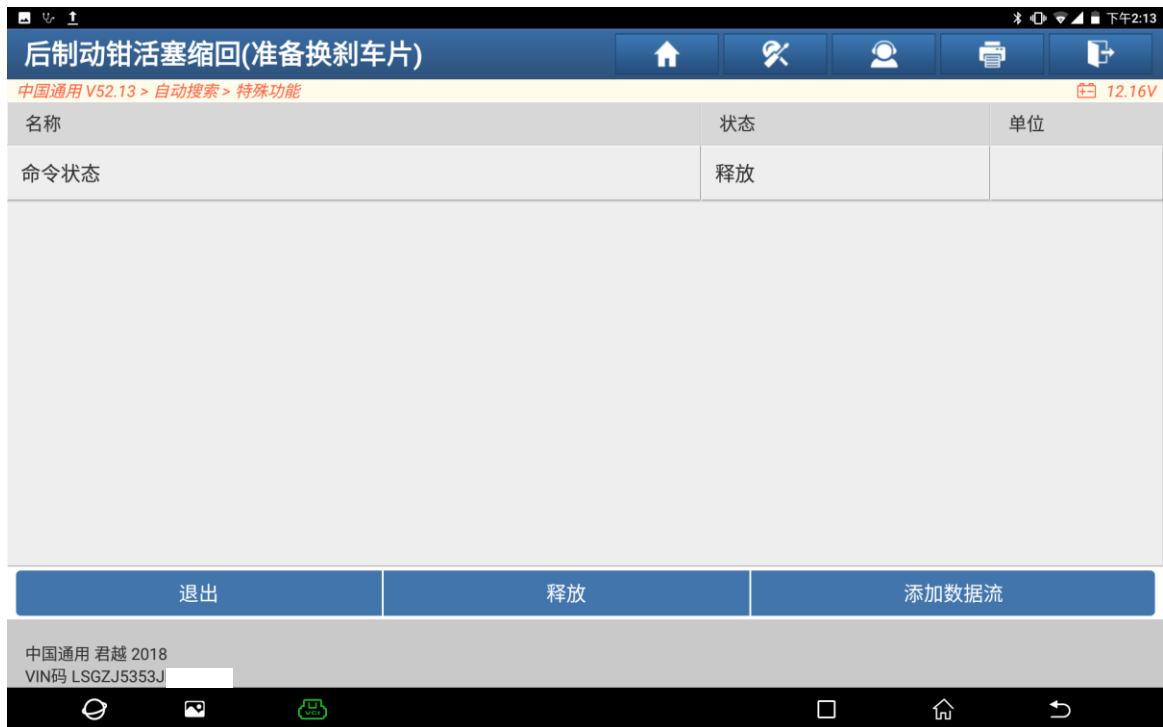 下午2:13
后制动钳活塞缩回(准备换刹车片)
中国通用 V52.13 > 自动搜索 > 特殊功能 12.16V
名称 状态 单位
命令状态 释放
退出 释放 添加数据流
中国通用 君越 2018
VIN码 LSGZJ5353J
VCI